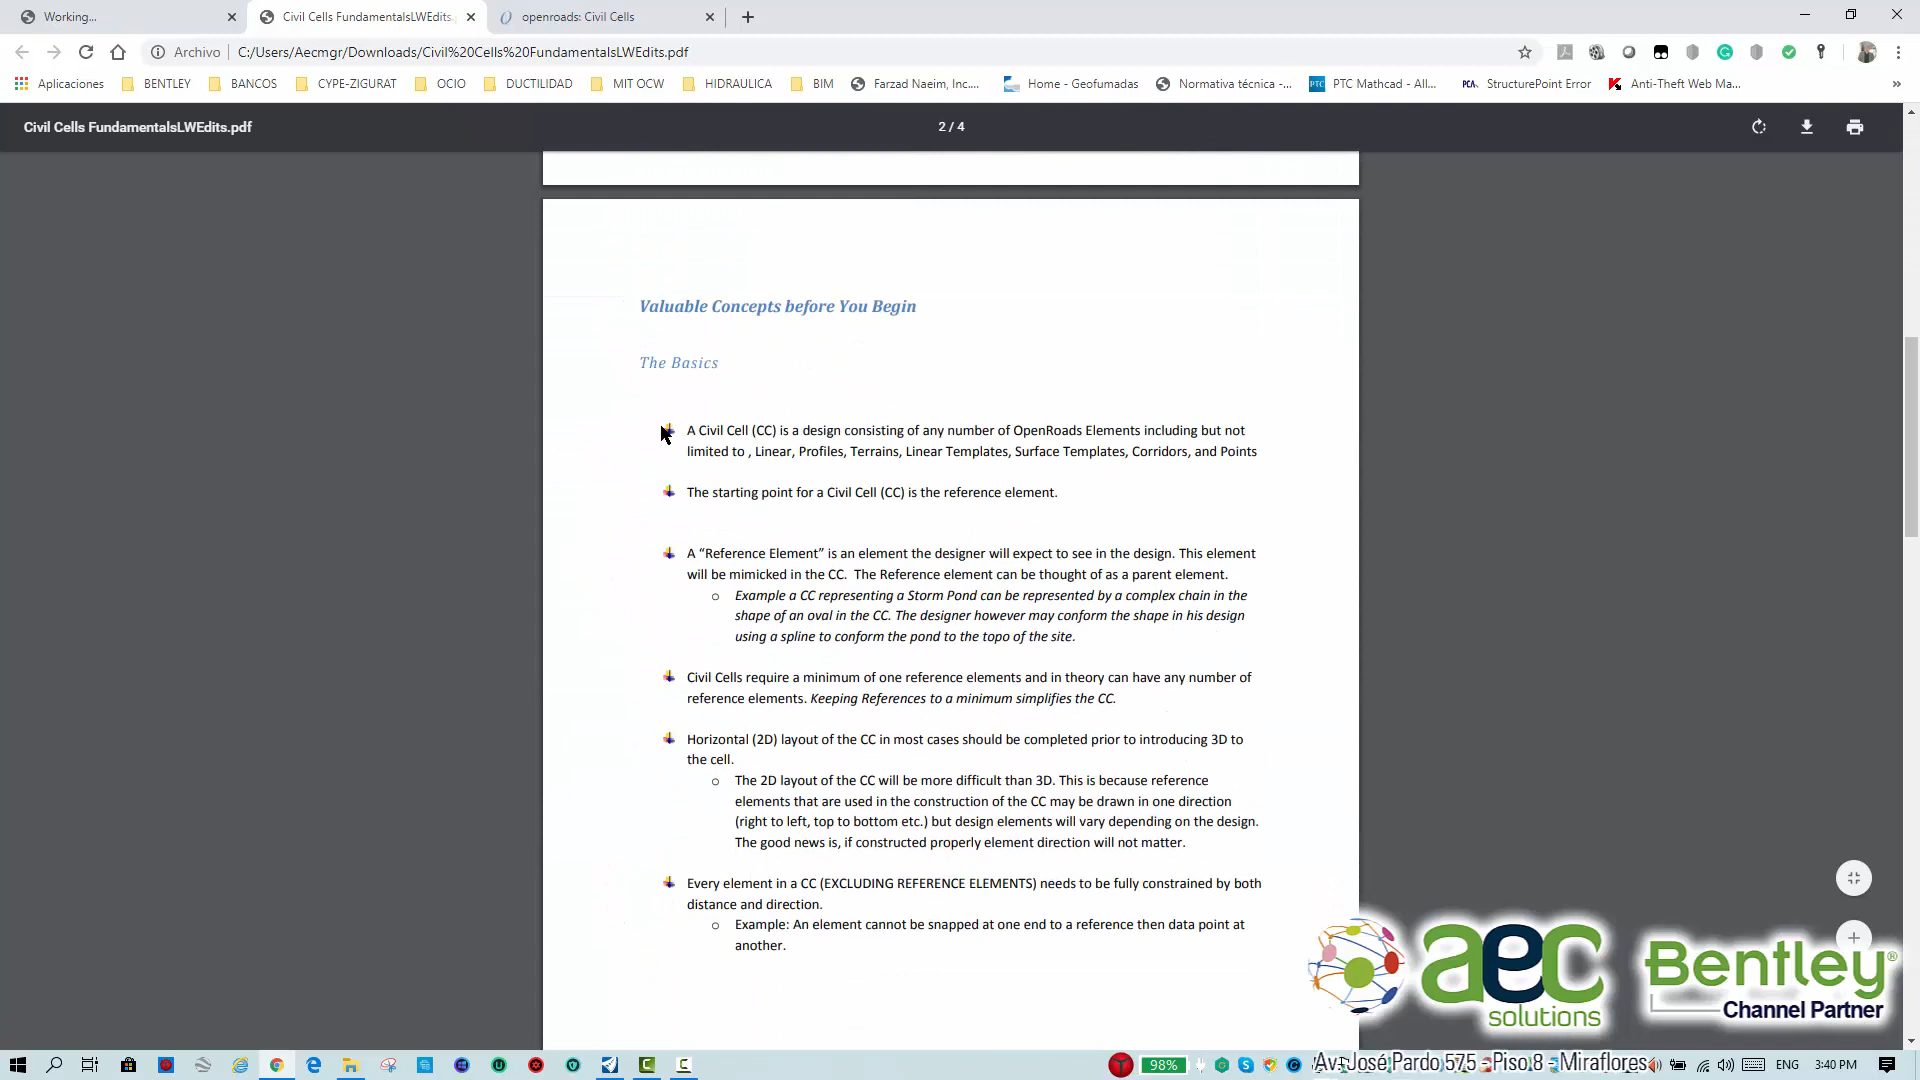 Working...
Civil Cells FundamentalsLWEdits.
openroads: Civil Cells
Archivo
C:/Users/Aecmgr/Downloads/Civil%20Cells%20FundamentalsLWEdits.pdf
Aplicaciones
BENTLEY
BANCOS
CYPE-ZIGURAT
OCIO
DUCTILIDAD
MIT OCW
HIDRAULICA
BIM
Farzad Naeim, Inc....
Home - Geofumadas
Normativa técnica -...
PTC
PTC Mathcad - All...
PCA
StructurePoint Error
Anti-Theft Web Ma...
Civil Cells FundamentalsLWEdits.pdf
2 / 4
Valuable Concepts before You Begin
The Basics
A Civil Cell (CC) is a design consisting of any number of OpenRoads Elements including but not
limited to , Linear, Profiles, Terrains, Linear Templates, Surface Templates, Corridors, and Points
The starting point for a Civil Cell (CC) is the reference element.
A “Reference Element” is an element the designer will expect to see in the design. This element
will be mimicked in the CC.  The Reference element can be thought of as a parent element.
o Example a CC representing a Storm Pond can be represented by a complex chain in the
shape of an oval in the CC. The designer however may conform the shape in his design
using a spline to conform the pond to the topo of the site.
Civil Cells require a minimum of one reference elements and in theory can have any number of
reference elements. Keeping References to a minimum simplifies the CC.
Horizontal (2D) layout of the CC in most cases should be completed prior to introducing 3D to
the cell.
o The 2D layout of the CC will be more difficult than 3D. This is because reference
elements that are used in the construction of the CC may be drawn in one direction
(right to left, top to bottom etc.) but design elements will vary depending on the design.
The good news is, if constructed properly element direction will not matter.
Every element in a CC (EXCLUDING REFERENCE ELEMENTS) needs to be fully constrained by both
distance and direction.
o Example: An element cannot be snapped at one end to a reference then data point at
another.
aec
solutions
Bentley®
Channel Partner
98%
Av. José Pardo 575 - Piso 8 - Miraflores
ENG
3:40 PM